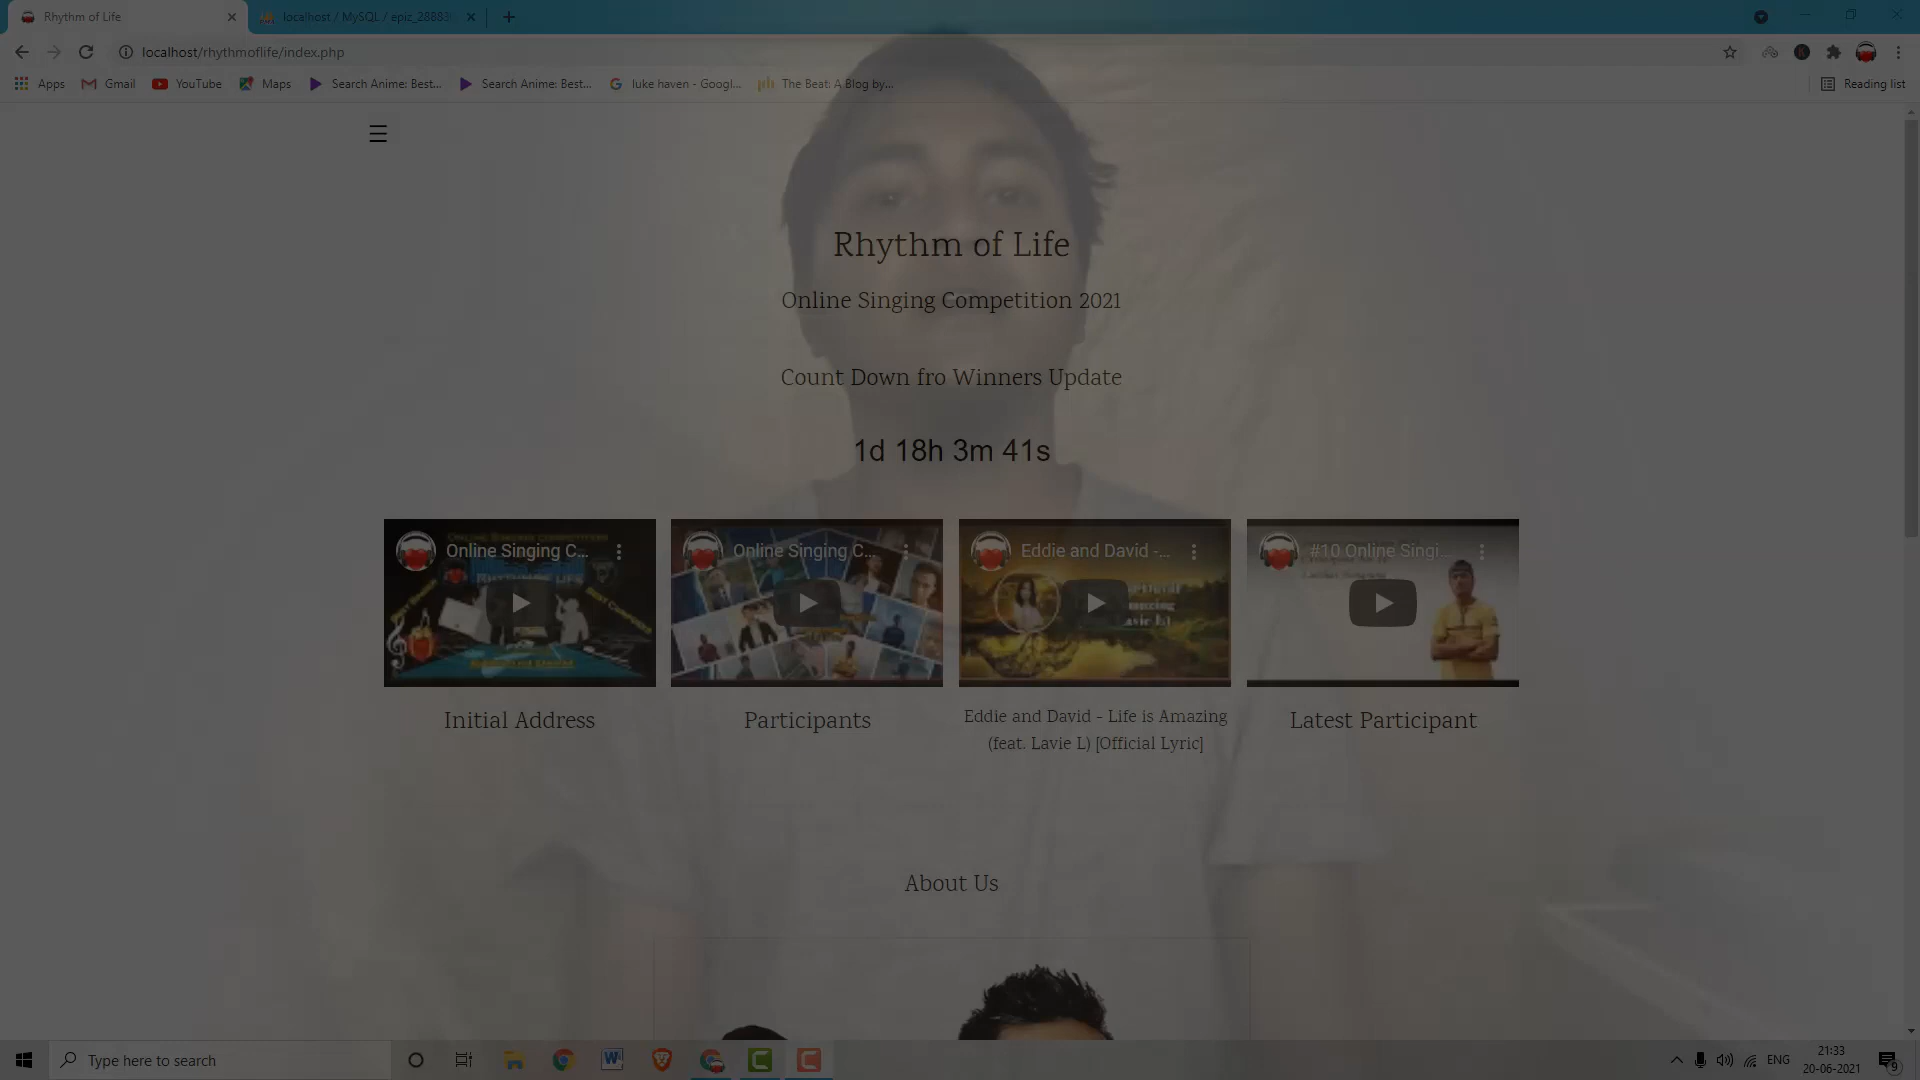 Rhythm of Life
localhost / MySQL / epiz_28883
localhost/rhythmoflife/index.php
Apps Gmail YouTube Maps Search Anime: Best... Search Anime: Best... luke haven - Googl... The Beat: A Blog by... Reading list
Rhythm of Life
Online Singing Competition 2021
Count Down fro Winners Update
1d 18h 3m 41s
Online Singing C... Online Singing C... Eddie and David -... #10 Online Singi...
Initial Address Participants Eddie and David - Life is Amazing Latest Participant
(feat. Lavie L) [Official Lyric]
About Us
Type here to search
ENG
21:33
20-06-2021
9